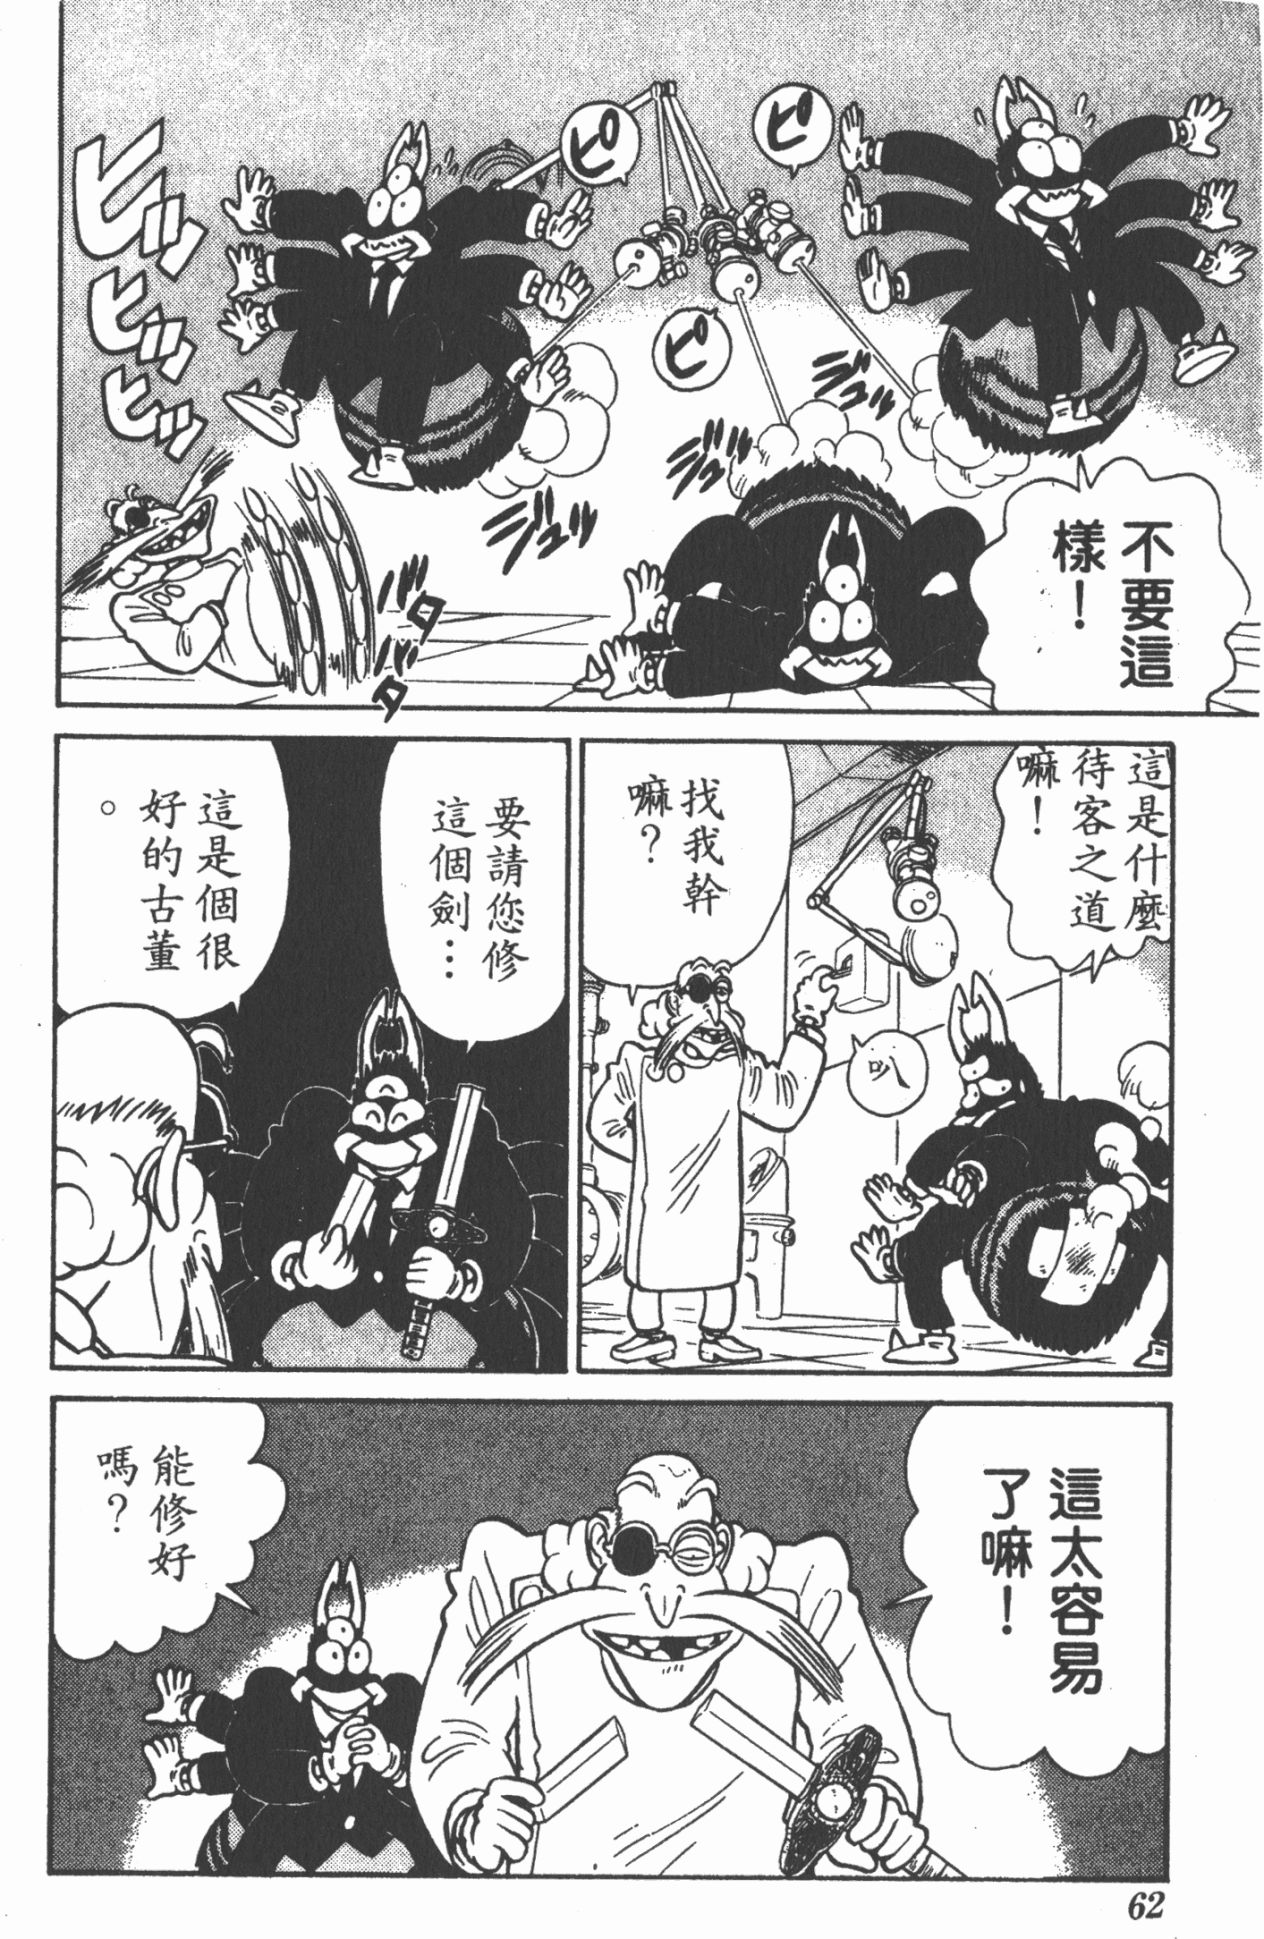 ピ
ピ
ピ
ビッ
ビッ
ビッ
ジュッ
ジュッ
ジュッ
バタ
バタ
不要這
樣！
這是什麼
待客之道
嘛！
叭
找我幹
嘛？
要請您修
這個劍⋯
這是個很
好的古董
。
這太容易
了嘛！
能修好
嗎？
62